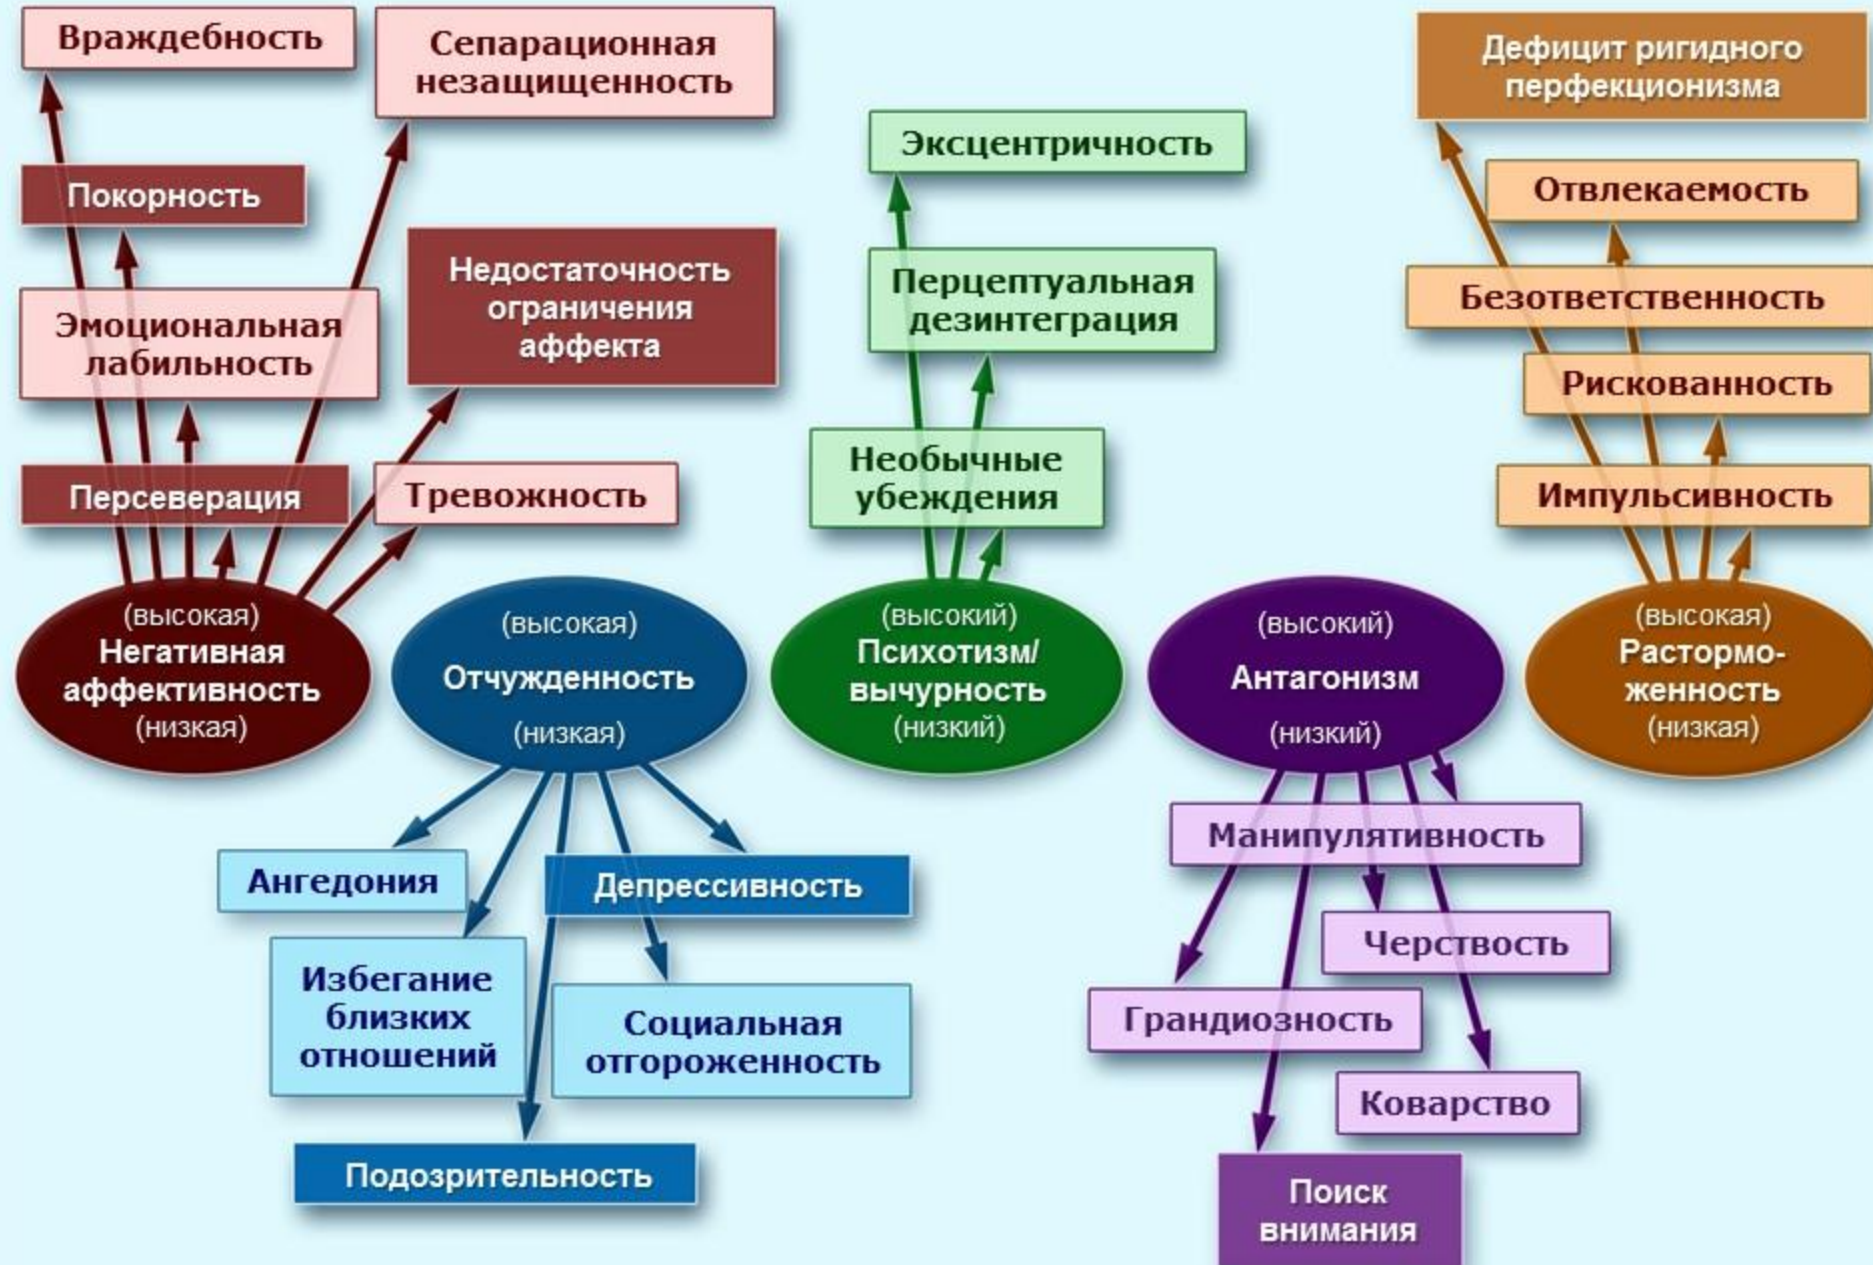 Враждебность
Сепарационная
незащищенность
Покорность
Недостаточность
ограничения
аффекта
Эмоциональная
лабильность
Персеверация
Тревожность
(высокая)
Негативная
аффективность
(низкая)
(высокая)
Отчужденность
(низкая)
Ангедония
Депрессивность
Избегание
близких
отношений
Социальная
отгороженность
Подозрительность
Эксцентричность
Перцептуальная
дезинтеграция
Необычные
убеждения
(высокий)
Психотизм/
вычурность
(низкий)
(высокий)
Антагонизм
(низкий)
Манипулятивность
Черствость
Грандиозность
Коварство
Поиск
внимания
Дефицит ригидного
перфекционизма
Отвлекаемость
Безответственность
Рискованность
Импульсивность
(высокая)
Растормо-
женность
(низкая)